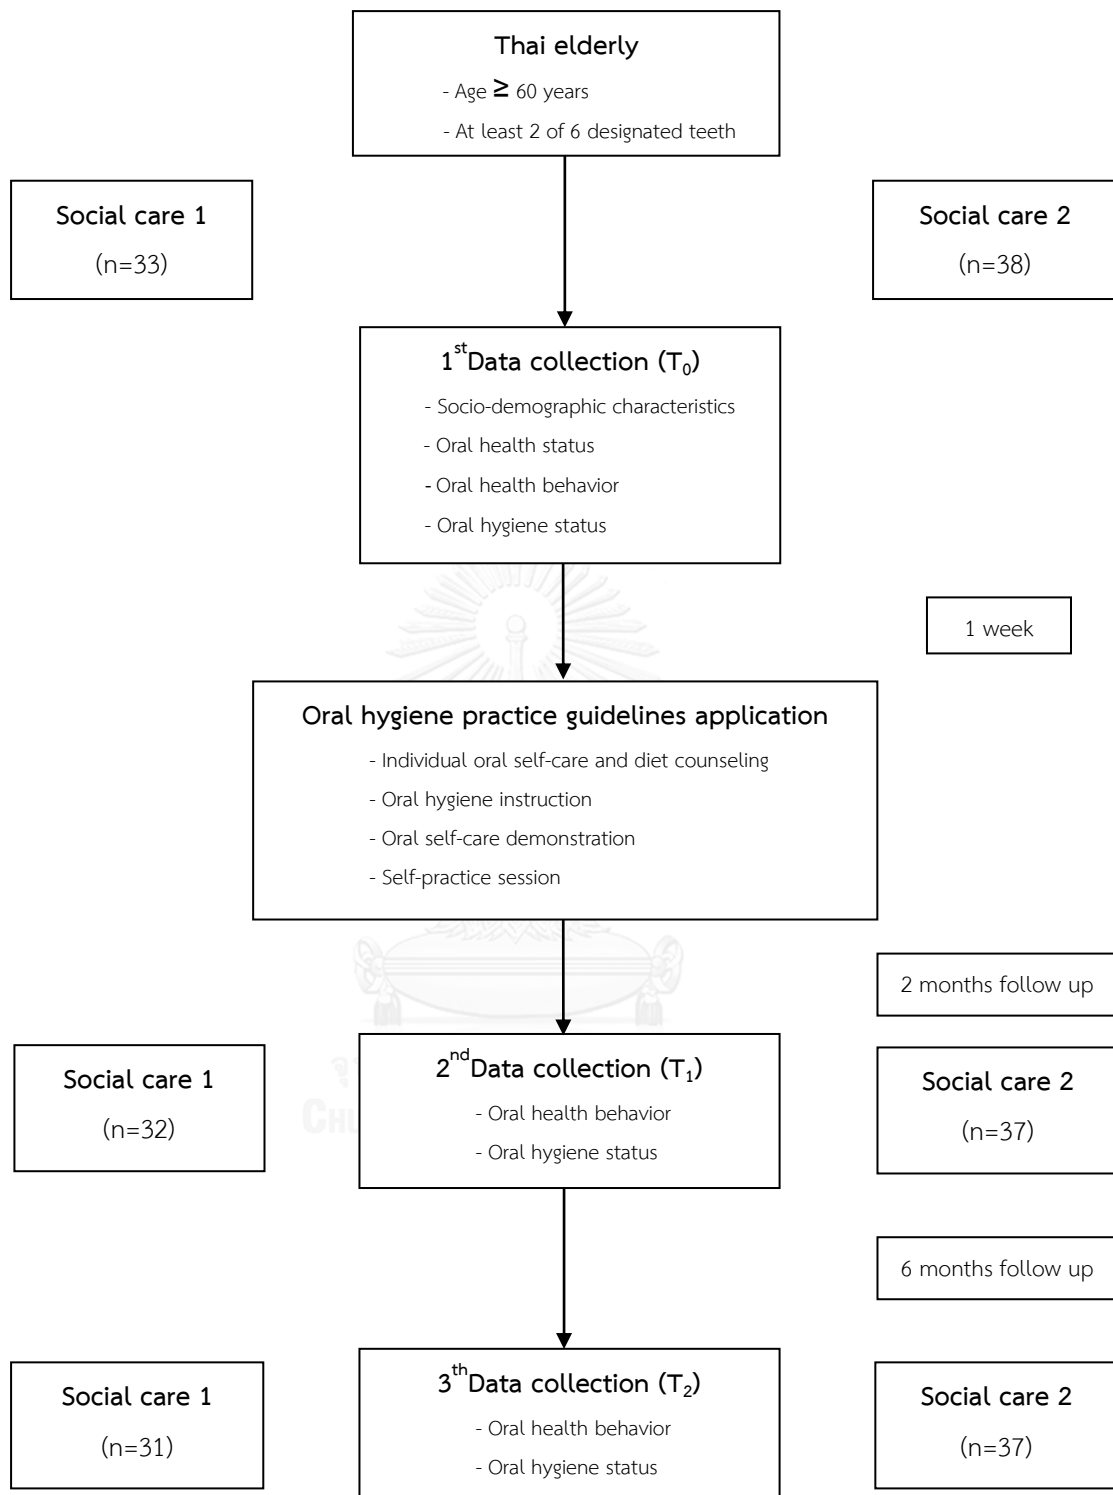 Thai elderly
- Age ≥ 60 years
- At least 2 of 6 designated teeth
Social care 1
(n=33)
Social care 2
(n=38)
1st Data collection (T0)
- Socio-demographic characteristics
- Oral health status
- Oral health behavior
- Oral hygiene status
1 week
Oral hygiene practice guidelines application
- Individual oral self-care and diet counseling
- Oral hygiene instruction
- Oral self-care demonstration
- Self-practice session
2 months follow up
Social care 1
(n=32)
2nd Data collection (T1)
- Oral health behavior
- Oral hygiene status
Social care 2
(n=37)
6 months follow up
Social care 1
(n=31)
3th Data collection (T2)
- Oral health behavior
- Oral hygiene status
Social care 2
(n=37)